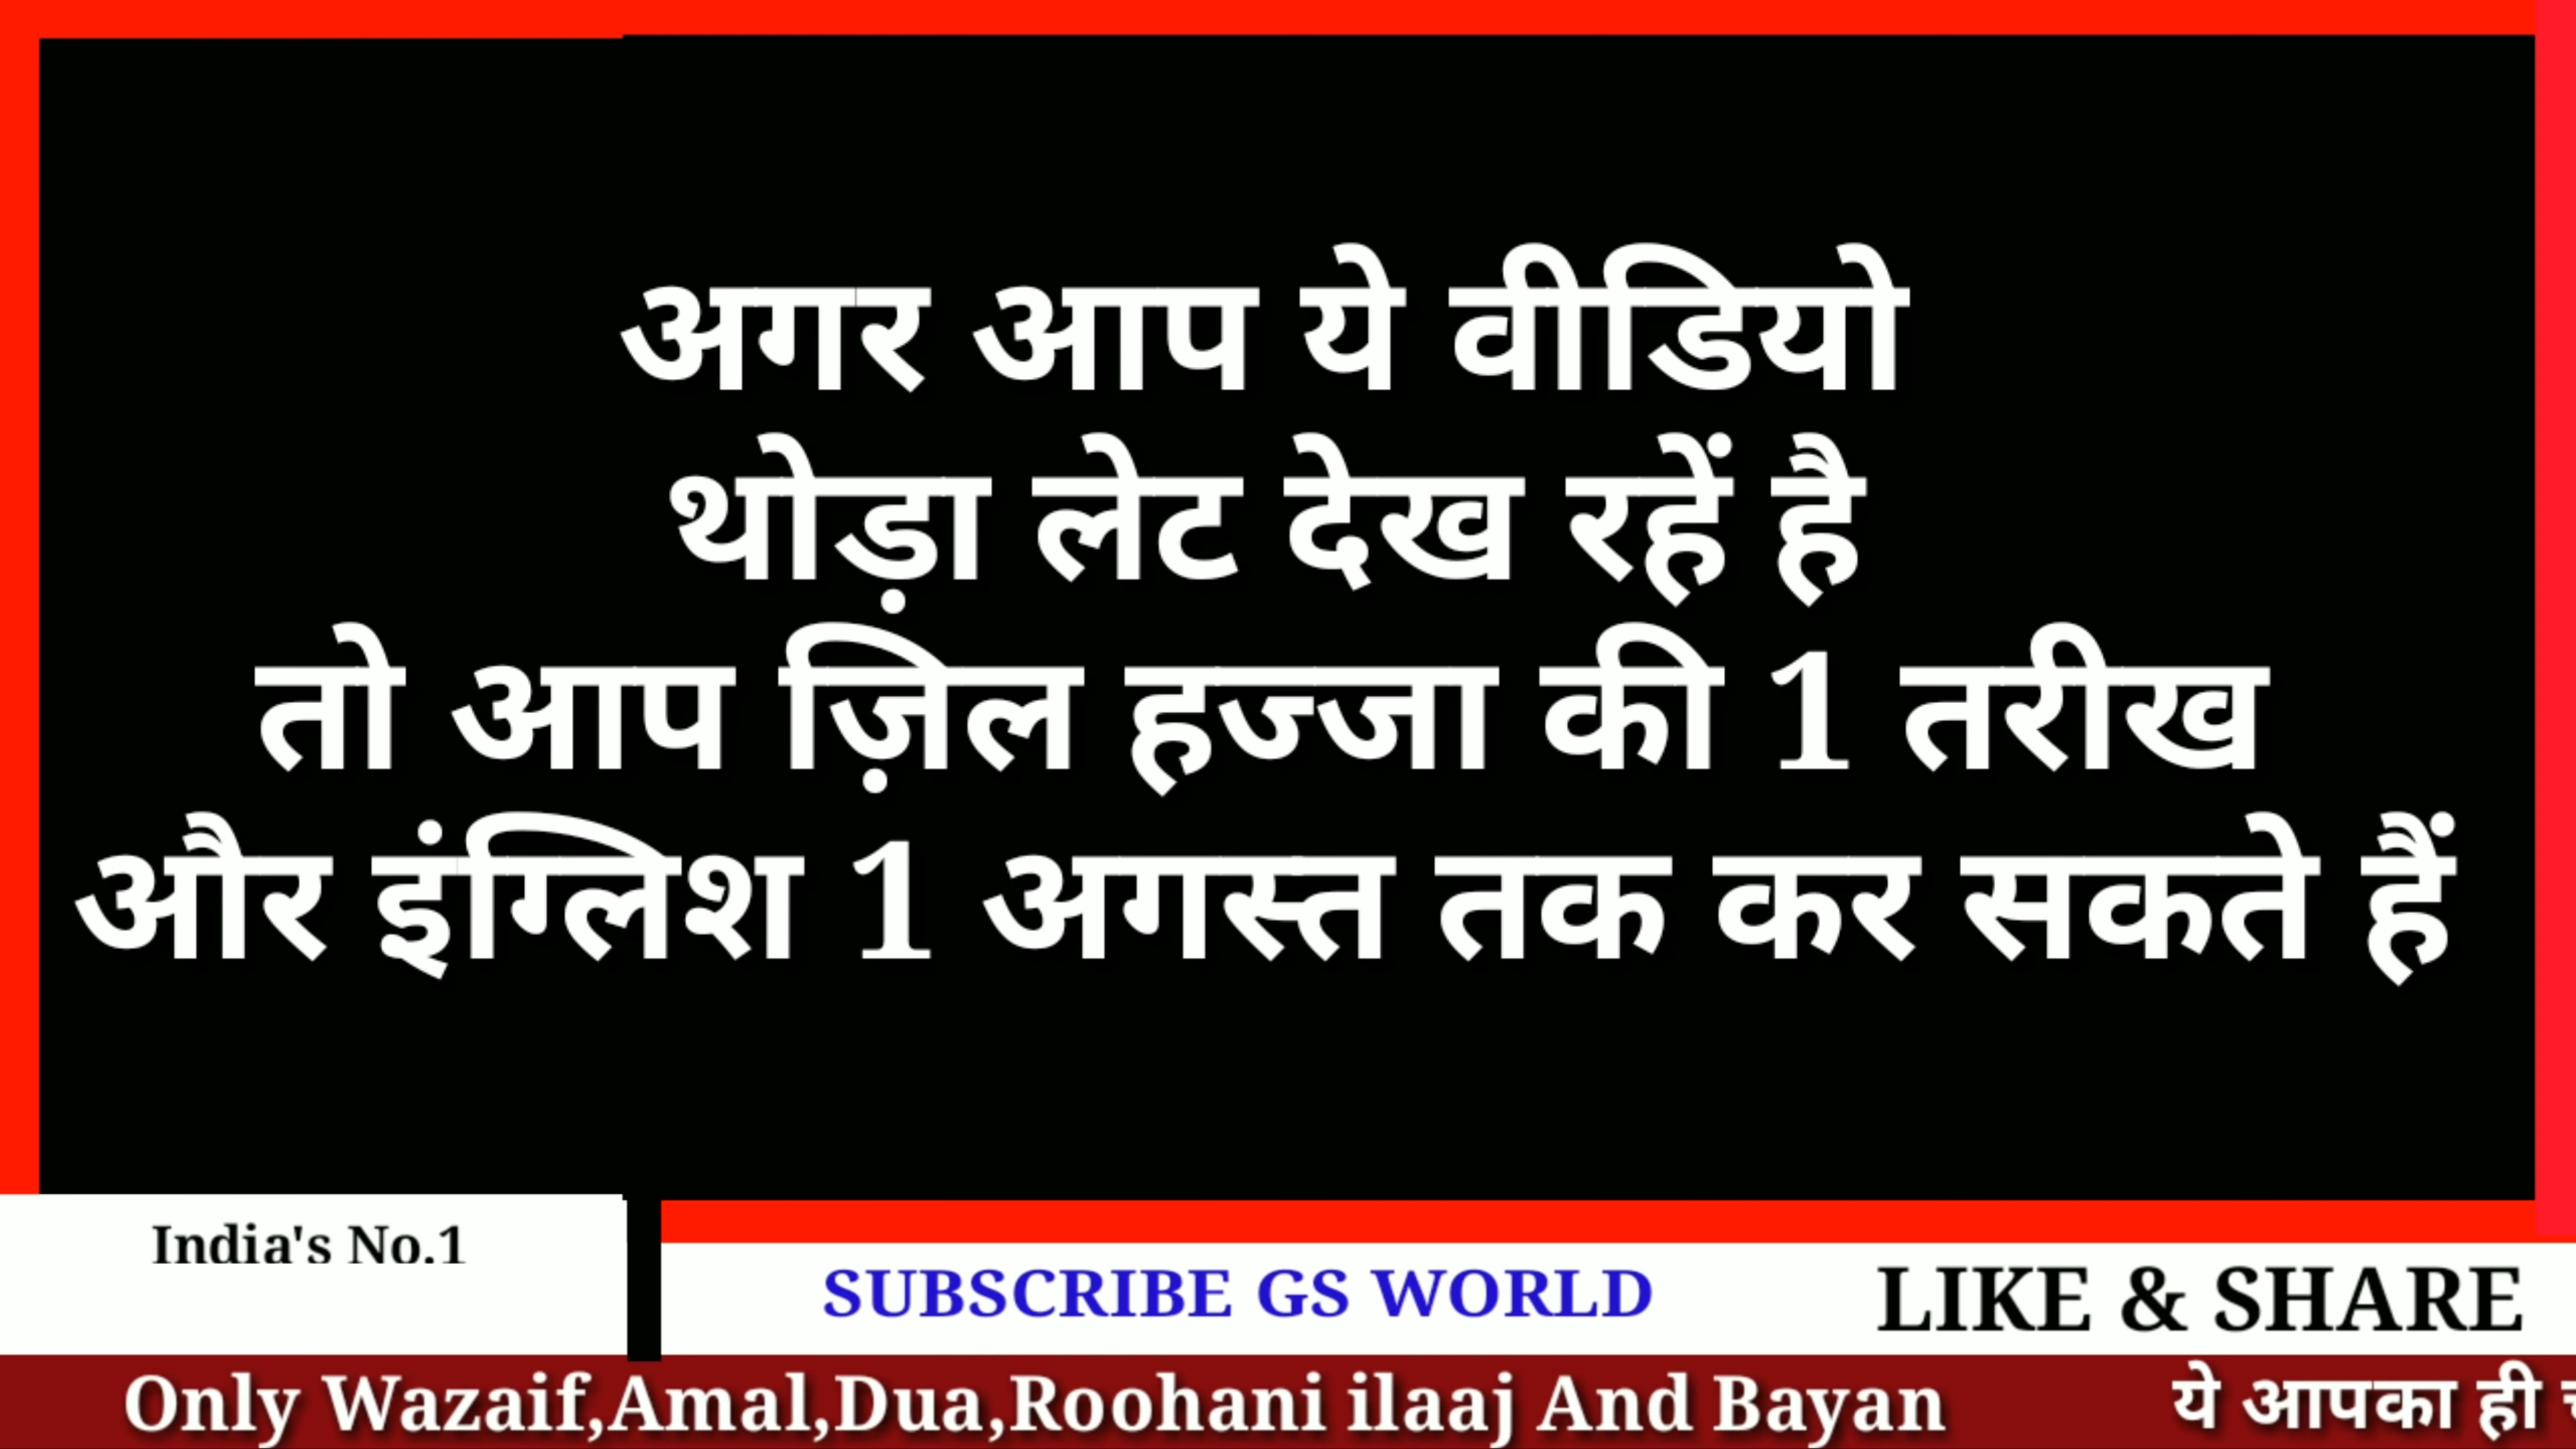 अगर आप ये वीडियो
थोड़ा लेट देख रहें है
तो आप ज़िल हज्जा की 1 तरीख
और इंग्लिश 1 अगस्त तक कर सकते हैं
India's No.1
SUBSCRIBE GS WORLD
LIKE & SHARE
Only Wazaif,Amal,Dua,Roohani ilaaj And Bayan
ये आपका ही